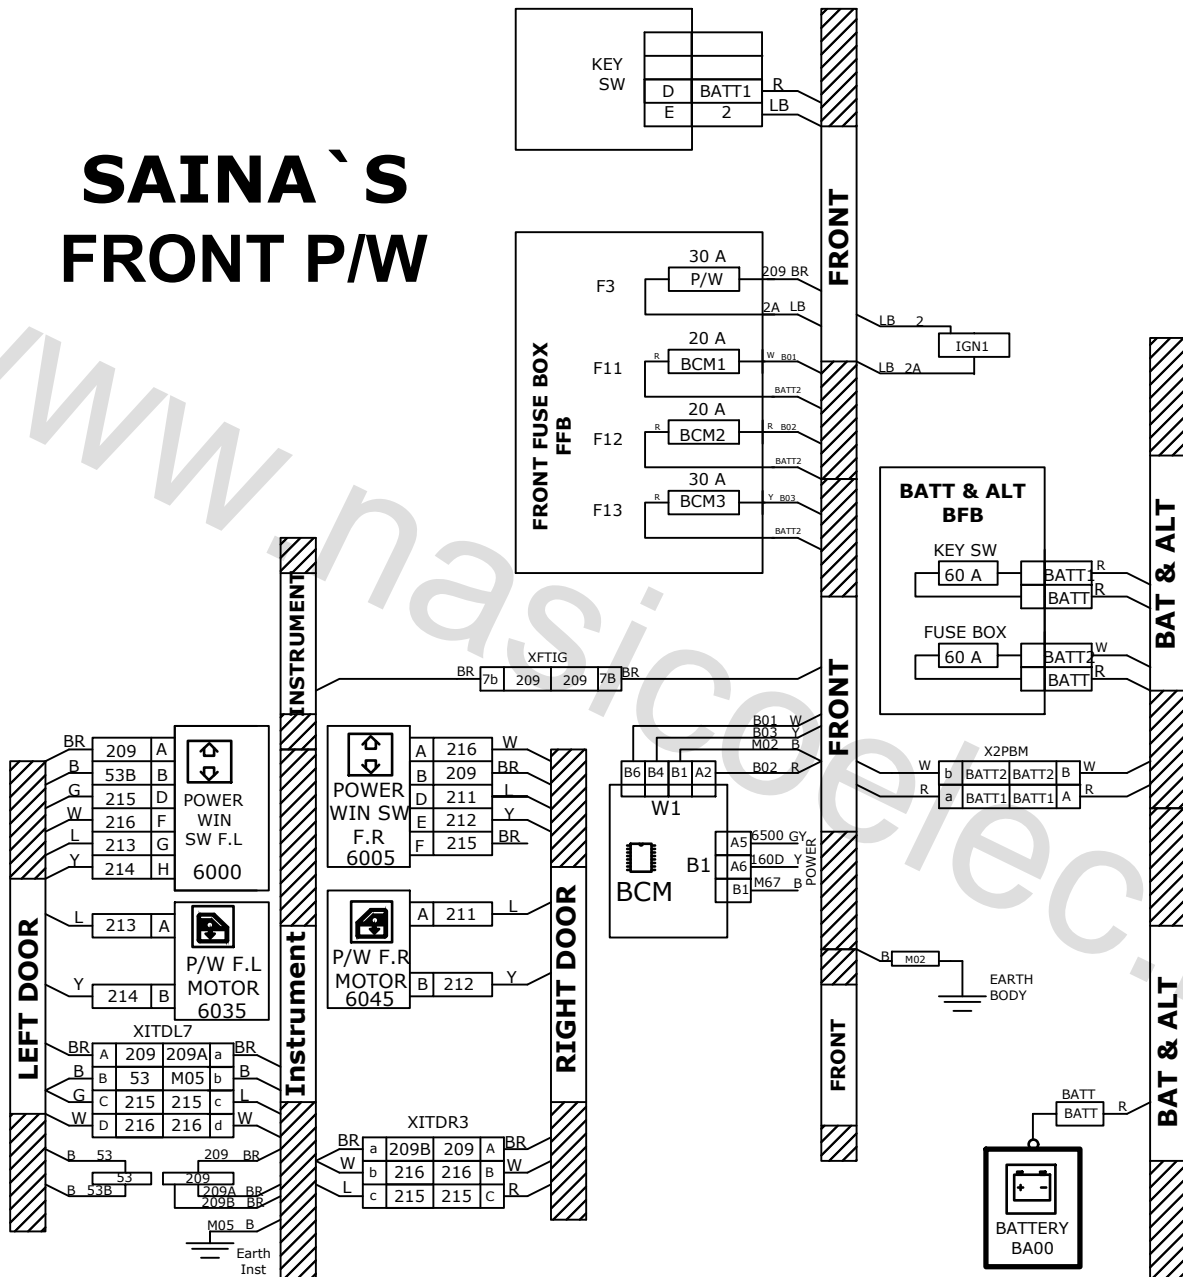 SAINA`S
FRONT P/W
KEY
SW
D BATT1 R
E 2 LB
FRONT
FRONT FUSE BOX
FFB
30 A
F3 P/W 209 BR
2A LB
20 A
F11 R BCM1 W B01
BATT2
20 A
F12 R BCM2 R B02
BATT2
30 A
F13 R BCM3 Y B03
BATT2
LB 2
IGN1
LB 2A
BATT & ALT
BFB
KEY SW
60 A BATT1 R
BATT R
FUSE BOX
60 A BATT2 W
BATT R
BAT & ALT
INSTRUMENT
XFTIG
BR 7b 209 209 7B BR
FRONT
B01 W
B03 Y
M02 B
B02 R
B6 B4 B1 A2
W1
BCM
B1
A5 6500 GY
A6 160D Y
B1 M67 B
POWER
X2PBM
W b BATT2 BATT2 B W
R a BATT1 BATT1 A R
BR 209 A
B 53B B
G 215 D
W 216 F
L 213 G
Y 214 H
POWER
WIN
SW F.L
6000
POWER
WIN SW
F.R
6005
A 216 W
B 209 BR
D 211 L
E 212 Y
F 215 BR
L 213 A
Y 214 B
P/W F.L
MOTOR
6035
P/W F.R
MOTOR
6045
A 211 L
B 212 Y
LEFT DOOR
Instrument
RIGHT DOOR
B M02
EARTH
BODY
FRONT
BAT & ALT
XITDL7
BR A 209 209A a BR
B B 53 M05 b B
G C 215 215 c L
W D 216 216 d W
XITDR3
BR a 209B 209 A BR
W b 216 216 B W
L c 215 215 C R
B 53
53
B 53B
209 BR
209
209A BR
209B BR
M05 B
Earth
Inst
BATT
BATT R
BATTERY
BA00
www.nasicoelec.